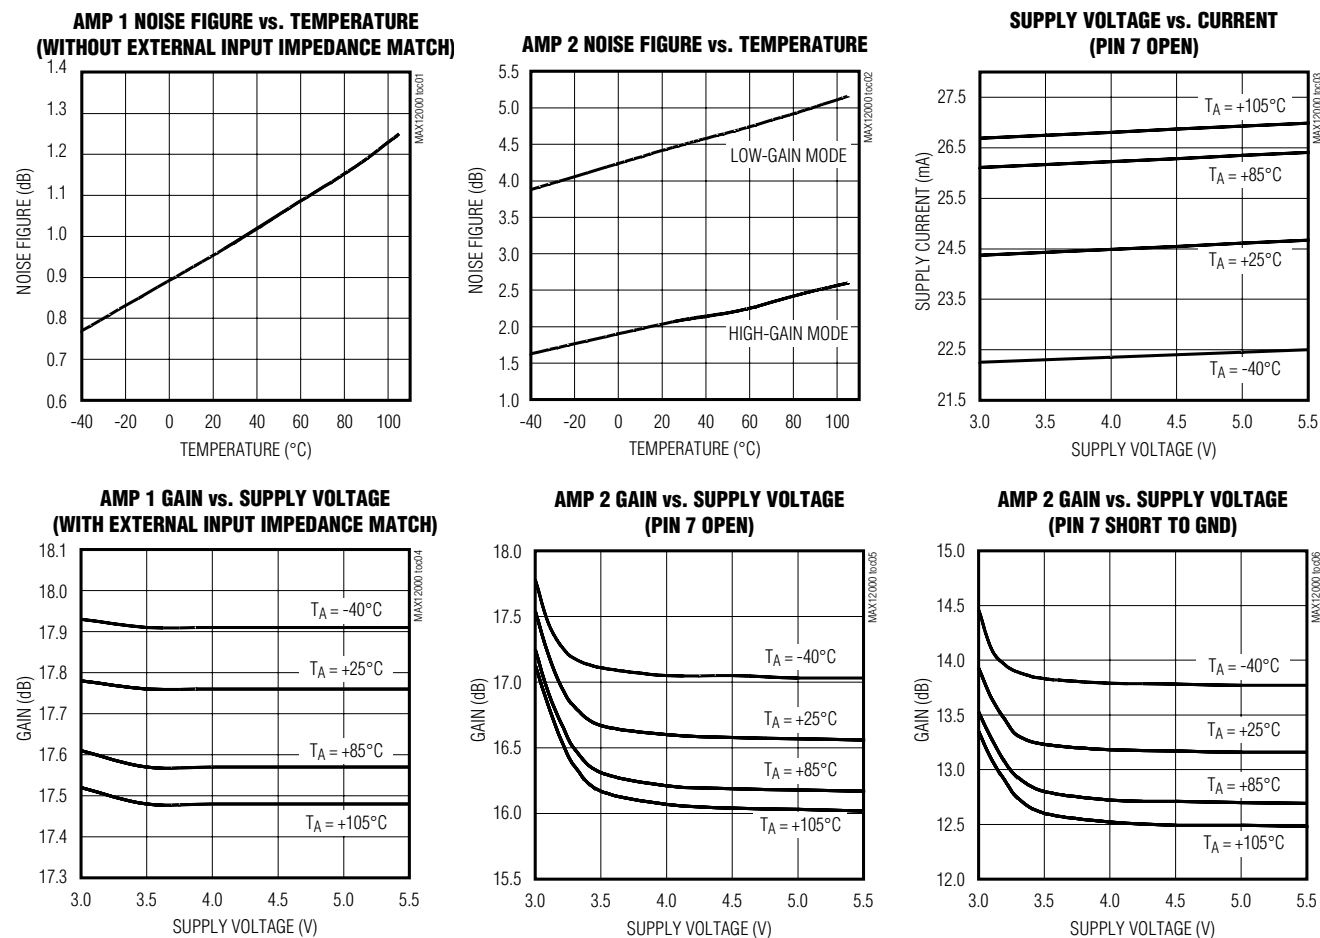 AMP 1 NOISE FIGURE vs. TEMPERATURE
(WITHOUT EXTERNAL INPUT IMPEDANCE MATCH)
1.4
1.3
1.2
1.1
1.0
0.9
0.8
0.7
0.6
NOISE FIGURE (dB)
-40 -20 0 20 40 60 80 100
TEMPERATURE (°C)
MAX12000 toc01
AMP 2 NOISE FIGURE vs. TEMPERATURE
5.5
5.0
4.5
4.0
3.5
3.0
2.5
2.0
1.5
1.0
NOISE FIGURE (dB)
LOW-GAIN MODE
HIGH-GAIN MODE
-40 -20 0 20 40 60 80 100
TEMPERATURE (°C)
MAX12000 toc02
SUPPLY VOLTAGE vs. CURRENT
(PIN 7 OPEN)
27.5
26.5
25.5
24.5
23.5
22.5
21.5
SUPPLY CURRENT (mA)
TA = +105°C
TA = +85°C
TA = +25°C
TA = -40°C
3.0 3.5 4.0 4.5 5.0 5.5
SUPPLY VOLTAGE (V)
MAX12000 toc03
AMP 1 GAIN vs. SUPPLY VOLTAGE
(WITH EXTERNAL INPUT IMPEDANCE MATCH)
18.1
18.0
17.9
17.8
17.7
17.6
17.5
17.4
17.3
GAIN (dB)
TA = -40°C
TA = +25°C
TA = +85°C
TA = +105°C
3.0 3.5 4.0 4.5 5.0 5.5
SUPPLY VOLTAGE (V)
MAX12000 toc04
AMP 2 GAIN vs. SUPPLY VOLTAGE
(PIN 7 OPEN)
18.0
17.5
17.0
16.5
16.0
15.5
GAIN (dB)
TA = -40°C
TA = +25°C
TA = +85°C
TA = +105°C
3.0 3.5 4.0 4.5 5.0 5.5
SUPPLY VOLTAGE (V)
MAX12000 toc05
AMP 2 GAIN vs. SUPPLY VOLTAGE
(PIN 7 SHORT TO GND)
15.0
14.5
14.0
13.5
13.0
12.5
12.0
GAIN (dB)
TA = -40°C
TA = +25°C
TA = +85°C
TA = +105°C
3.0 3.5 4.0 4.5 5.0 5.5
SUPPLY VOLTAGE (V)
MAX12000 toc06